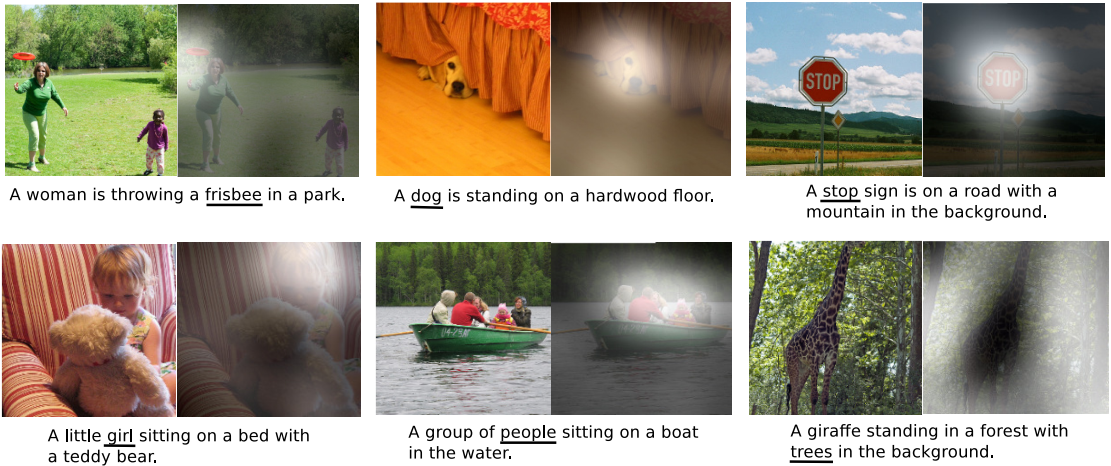 STOP
STOP
A woman is throwing a frisbee in a park.
A dog is standing on a hardwood floor.
A stop sign is on a road with a
mountain in the background.
A little girl sitting on a bed with
a teddy bear.
A group of people sitting on a boat
in the water.
A giraffe standing in a forest with
trees in the background.